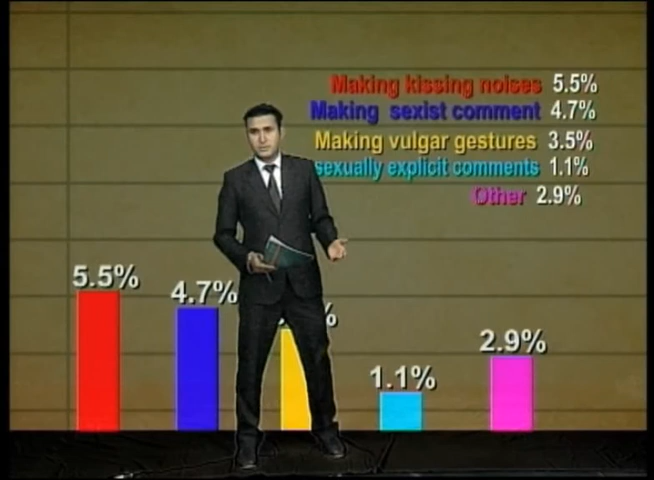 Making kissing noises 5.5%
Making sexist comment 4.7%
Making vulgar gestures 3.5%
sexually explicit comments 1.1%
Other 2.9%
5.5%
4.7%
%
1.1%
2.9%